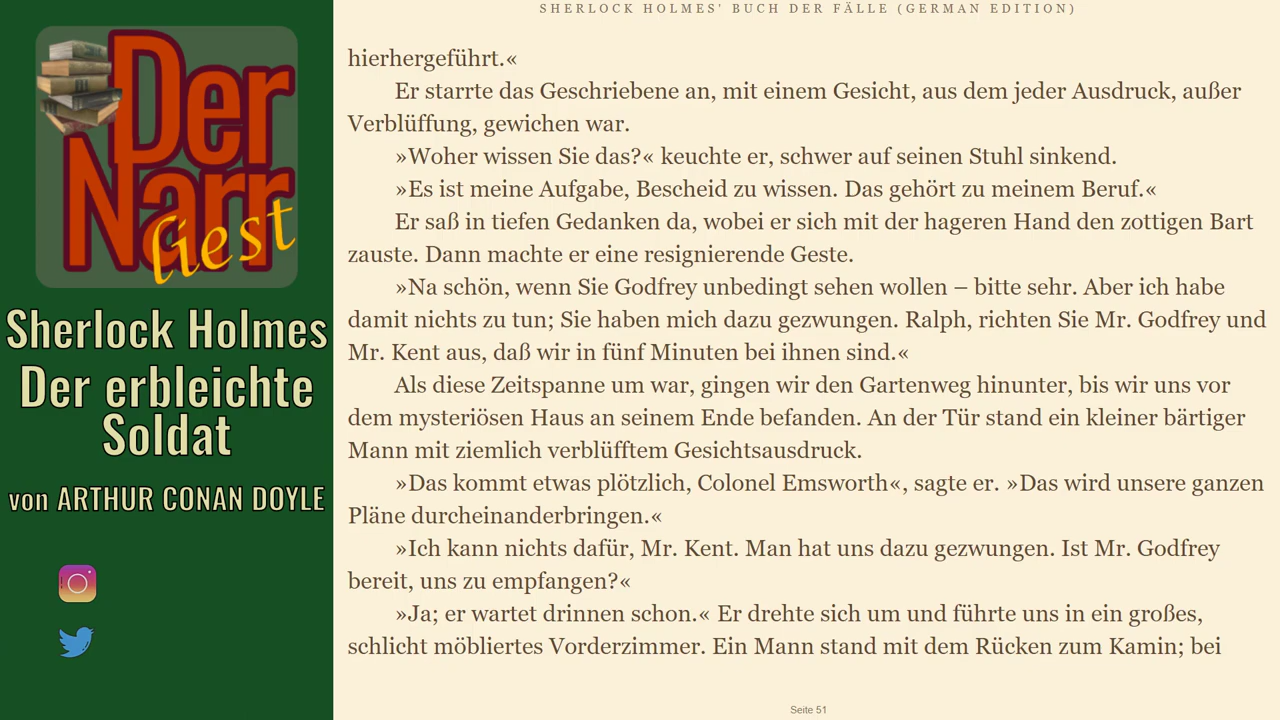 Der
Narr
liest
Sherlock Holmes
Der erbleichte
Soldat
von ARTHUR CONAN DOYLE
SHERLOCK HOLMES' BUCH DER FÄLLE (GERMAN EDITION)
hierhergeführt.«
Er starrte das Geschriebene an, mit einem Gesicht, aus dem jeder Ausdruck, außer
Verblüffung, gewichen war.
»Woher wissen Sie das?« keuchte er, schwer auf seinen Stuhl sinkend.
»Es ist meine Aufgabe, Bescheid zu wissen. Das gehört zu meinem Beruf.«
Er saß in tiefen Gedanken da, wobei er sich mit der hageren Hand den zottigen Bart
zauste. Dann machte er eine resignierende Geste.
»Na schön, wenn Sie Godfrey unbedingt sehen wollen – bitte sehr. Aber ich habe
damit nichts zu tun; Sie haben mich dazu gezwungen. Ralph, richten Sie Mr. Godfrey und
Mr. Kent aus, daß wir in fünf Minuten bei ihnen sind.«
Als diese Zeitspanne um war, gingen wir den Gartenweg hinunter, bis wir uns vor
dem mysteriösen Haus an seinem Ende befanden. An der Tür stand ein kleiner bärtiger
Mann mit ziemlich verblüfftem Gesichtsausdruck.
»Das kommt etwas plötzlich, Colonel Emsworth«, sagte er. »Das wird unsere ganzen
Pläne durcheinanderbringen.«
»Ich kann nichts dafür, Mr. Kent. Man hat uns dazu gezwungen. Ist Mr. Godfrey
bereit, uns zu empfangen?«
»Ja; er wartet drinnen schon.« Er drehte sich um und führte uns in ein großes,
schlicht möbliertes Vorderzimmer. Ein Mann stand mit dem Rücken zum Kamin; bei
Seite 51